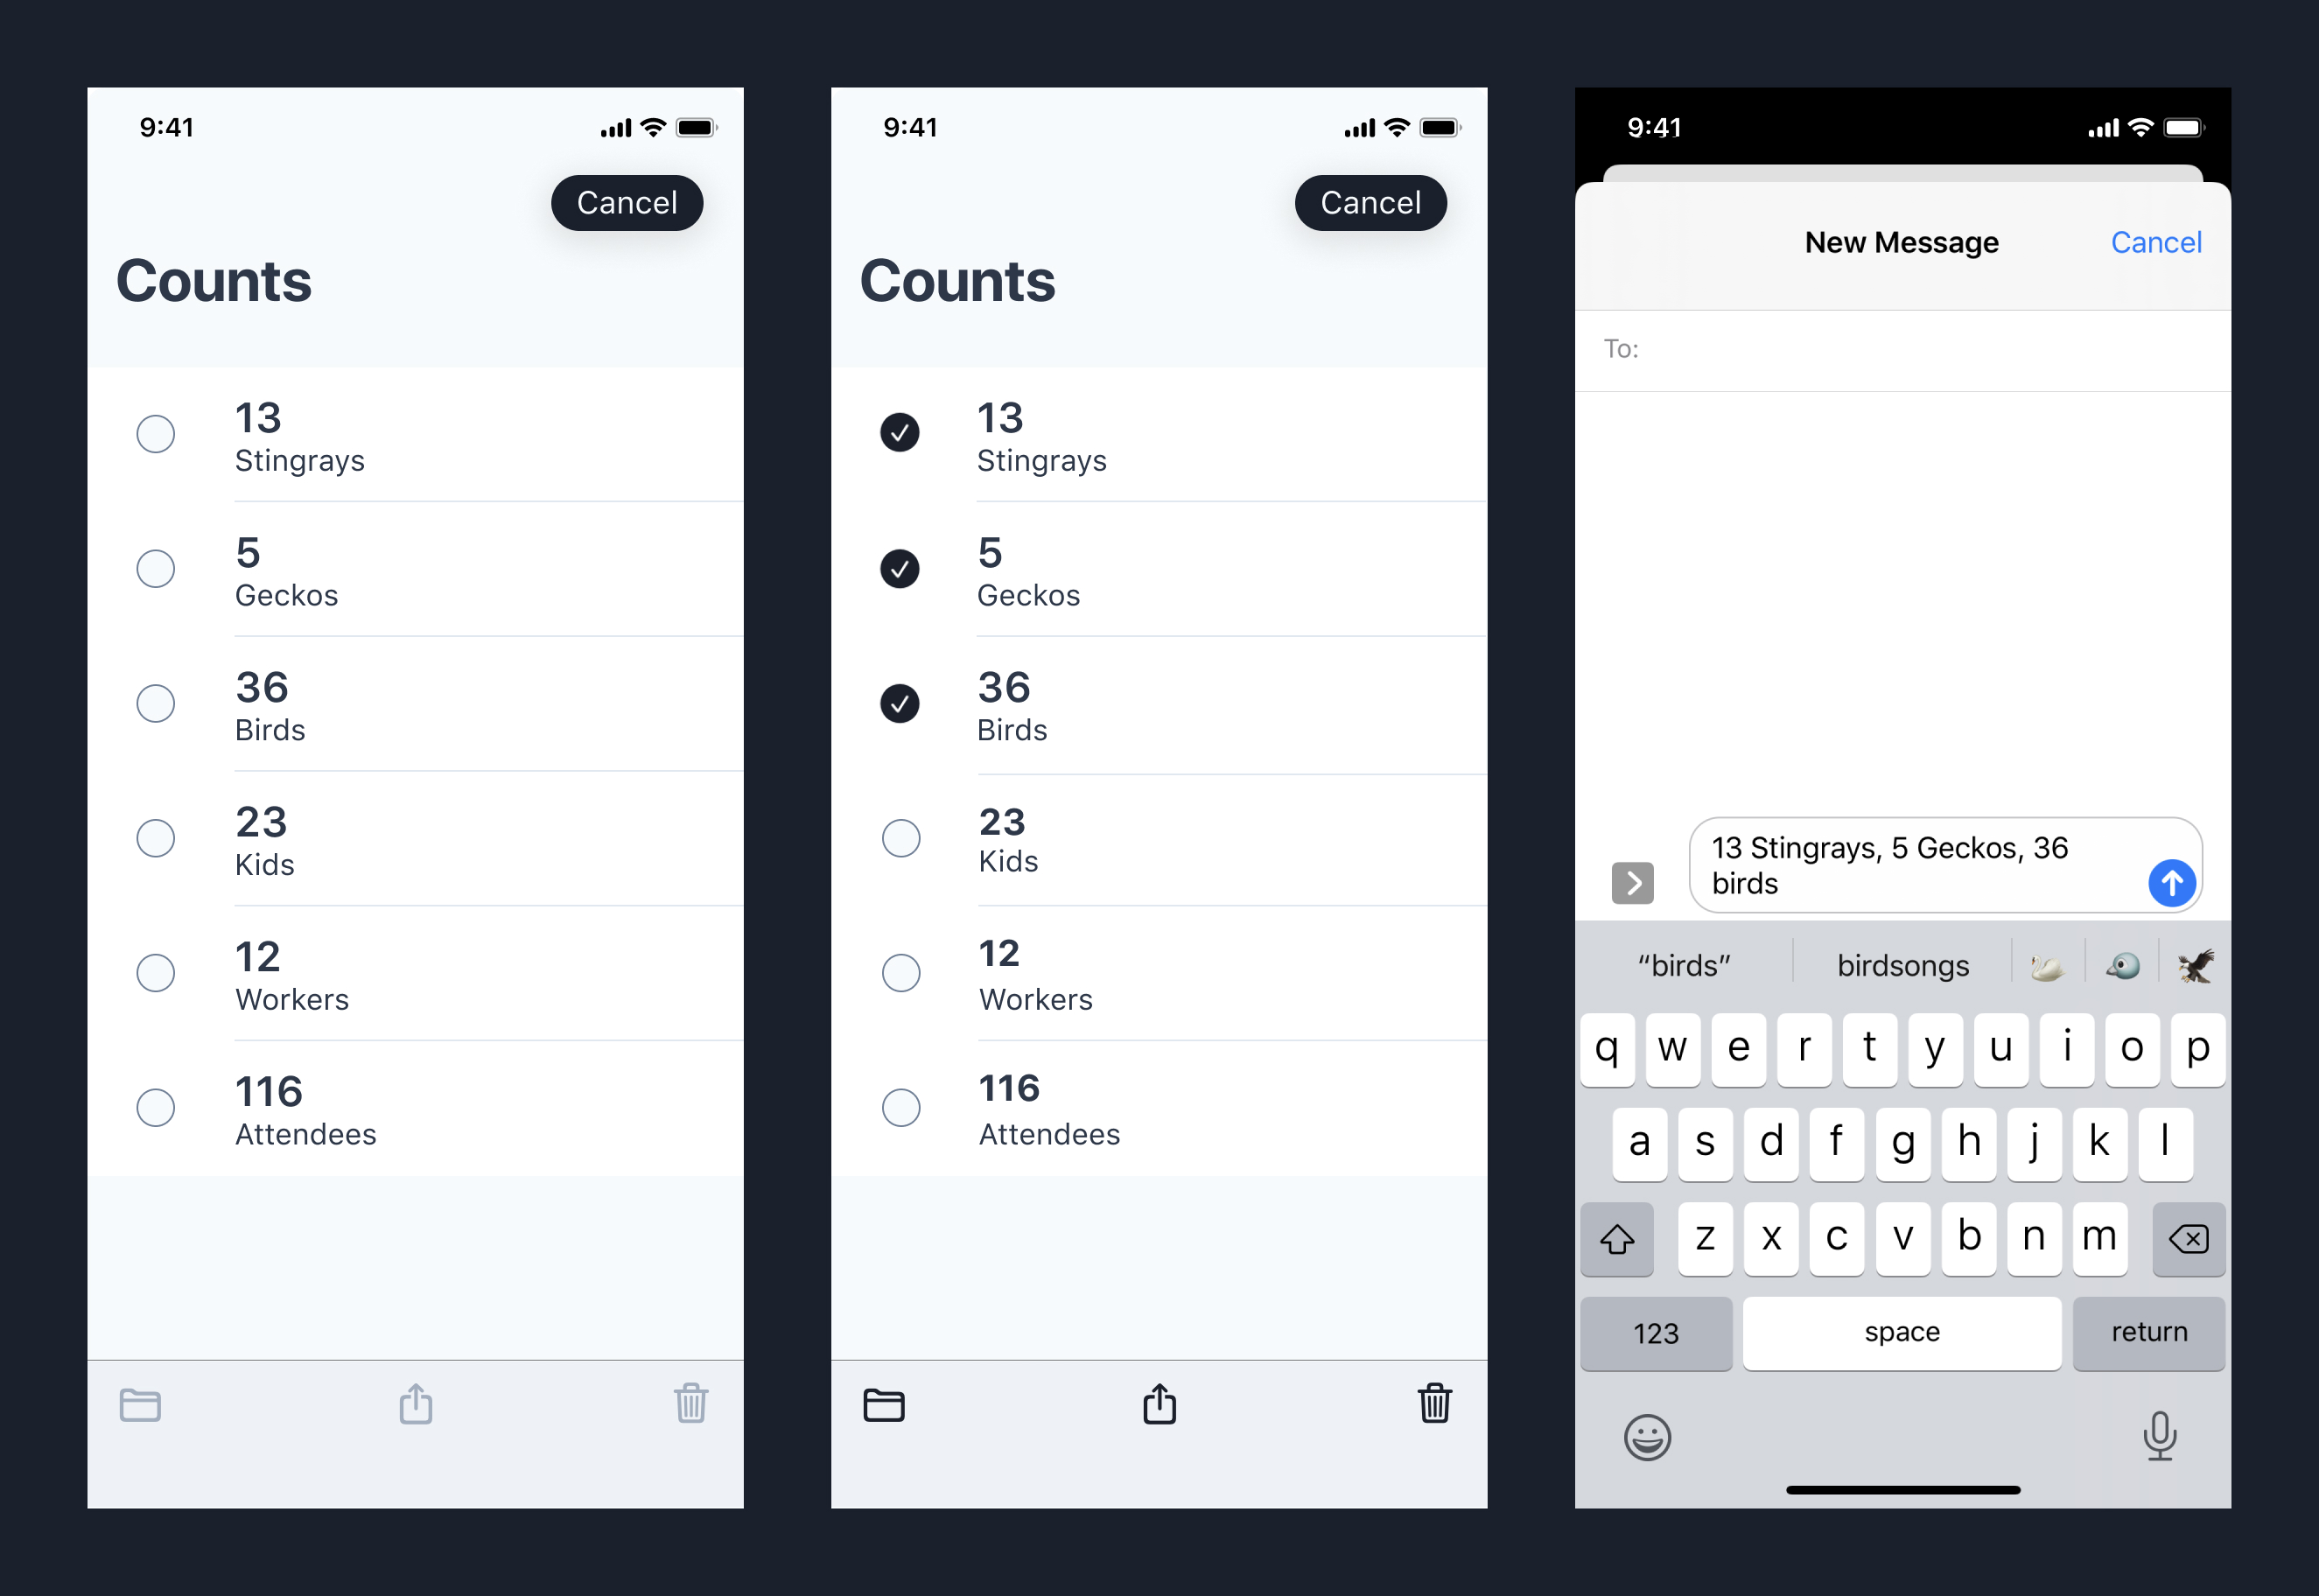 9:41
Cancel
Counts
13
Stingrays
5
Geckos
36
Birds
23
Kids
12
Workers
116
Attendees
9:41
Cancel
Counts
13
Stingrays
5
Geckos
36
Birds
23
Kids
12
Workers
116
Attendees
9:41
New Message Cancel
To:
13 Stingrays, 5 Geckos, 36
birds
“birds” birdsongs
q w e r t y u i o p
a s d f g h j k l
z x c v b n m
123 space return